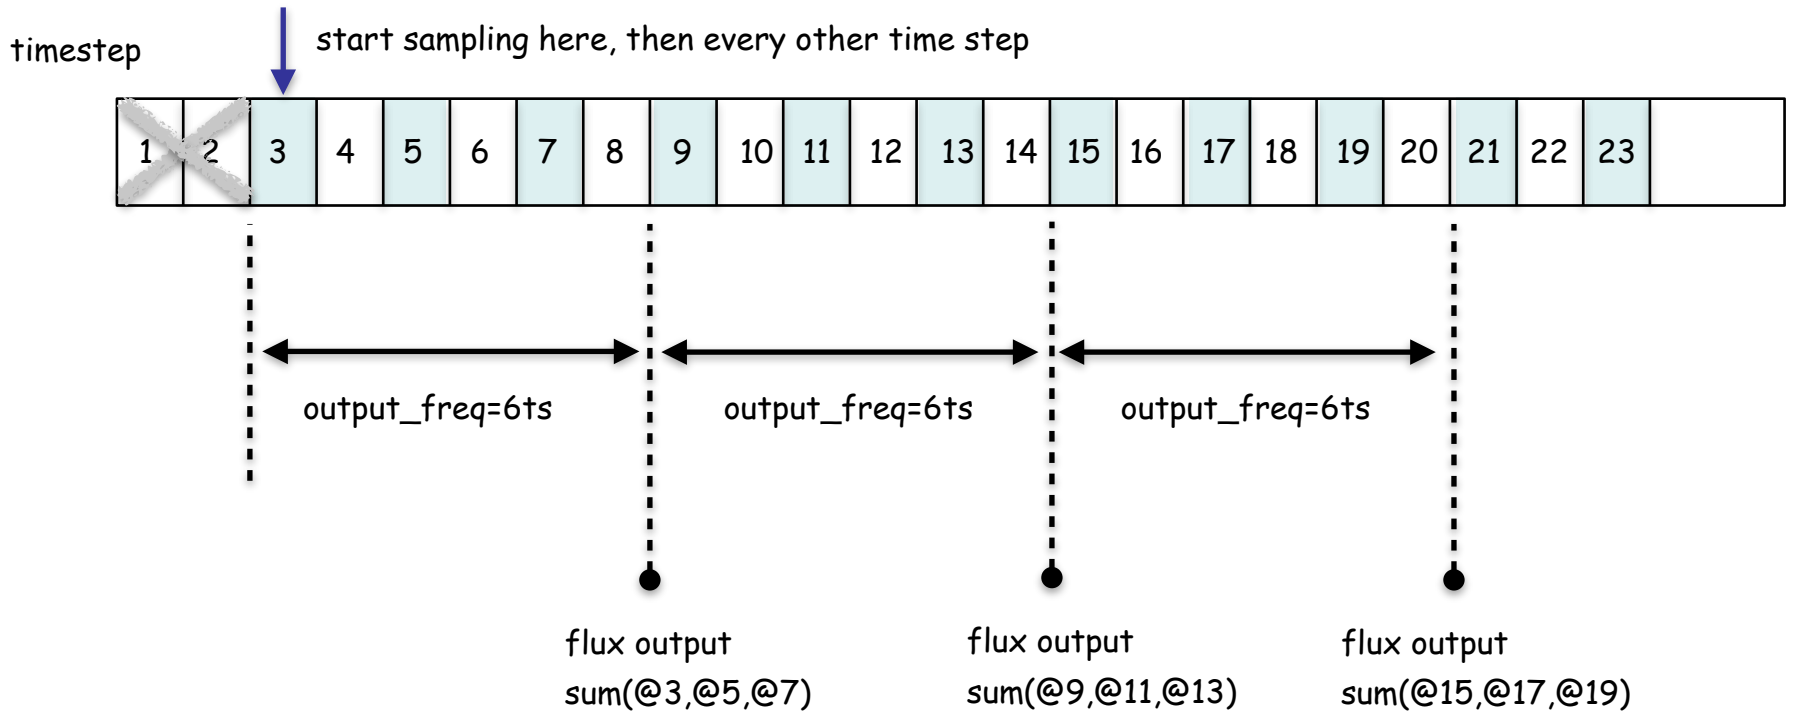 timestep
start sampling here, then every other time step
1 2 3 4 5 6 7 8 9 10 11 12 13 14 15 16 17 18 19 20 21 22 23
output_freq=6ts output_freq=6ts output_freq=6ts
flux output flux output flux output
sum(@3,@5,@7) sum(@9,@11,@13) sum(@15,@17,@19)